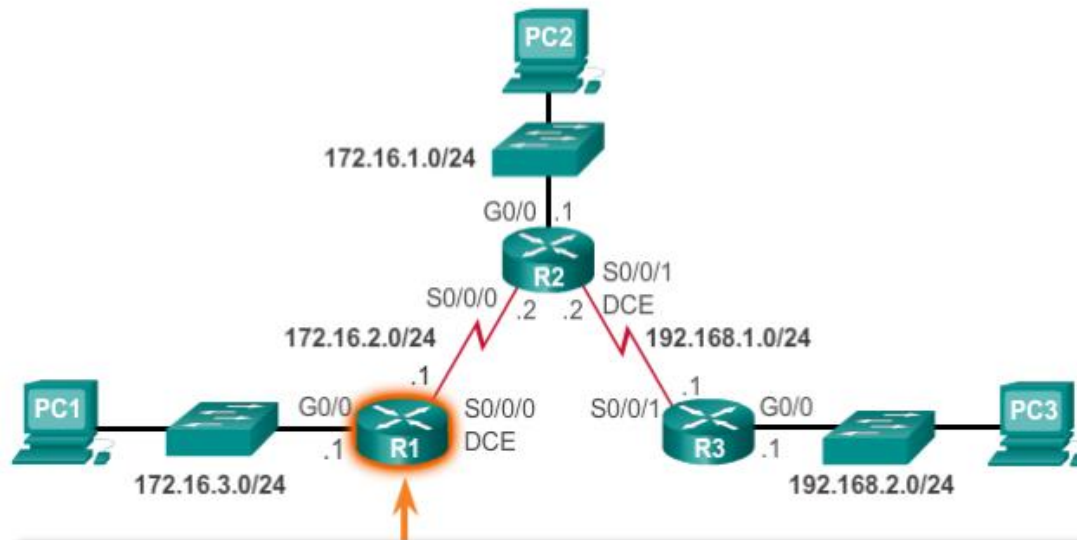 PC2
172.16.1.0/24
G0/0 .1
R2
S0/0/1
DCE
S0/0/0
.2 .2
172.16.2.0/24
192.168.1.0/24
.1
.1
PC1
G0/0
S0/0/0
DCE
.1
R1
S0/0/1
G0/0
R3
.1
PC3
172.16.3.0/24
192.168.2.0/24